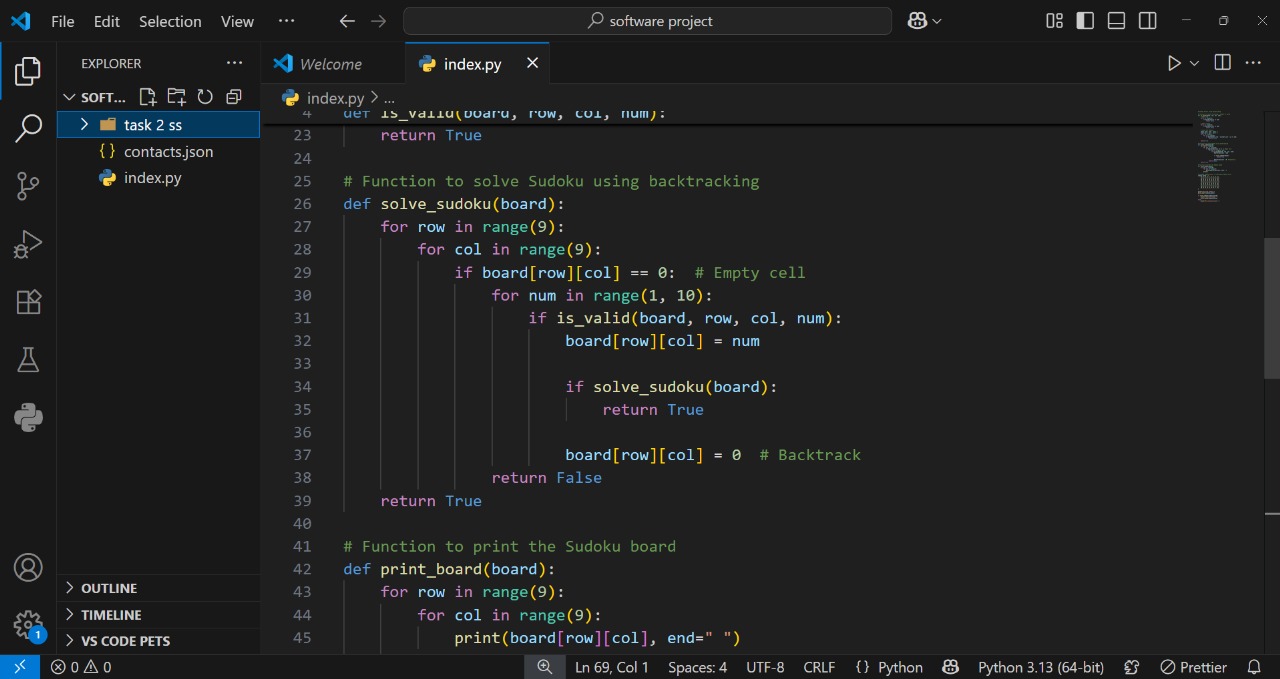 File Edit Selection View ··· software project
EXPLORER ···
Welcome index.py
SOFT...
index.py > ...
task 2 ss
contacts.json
index.py
4 def is_valid(board, row, col, num):
23 return True
24
25 # Function to solve Sudoku using backtracking
26 def solve_sudoku(board):
27 for row in range(9):
28 for col in range(9):
29 if board[row][col] == 0: # Empty cell
30 for num in range(1, 10):
31 if is_valid(board, row, col, num):
32 board[row][col] = num
33
34 if solve_sudoku(board):
35 return True
36
37 board[row][col] = 0 # Backtrack
38 return False
39 return True
40
41 # Function to print the Sudoku board
42 def print_board(board):
43 for row in range(9):
44 for col in range(9):
45 print(board[row][col], end=" ")
OUTLINE
TIMELINE
VS CODE PETS
1
0 0 Ln 69, Col 1 Spaces: 4 UTF-8 CRLF {} Python Python 3.13 (64-bit) Prettier